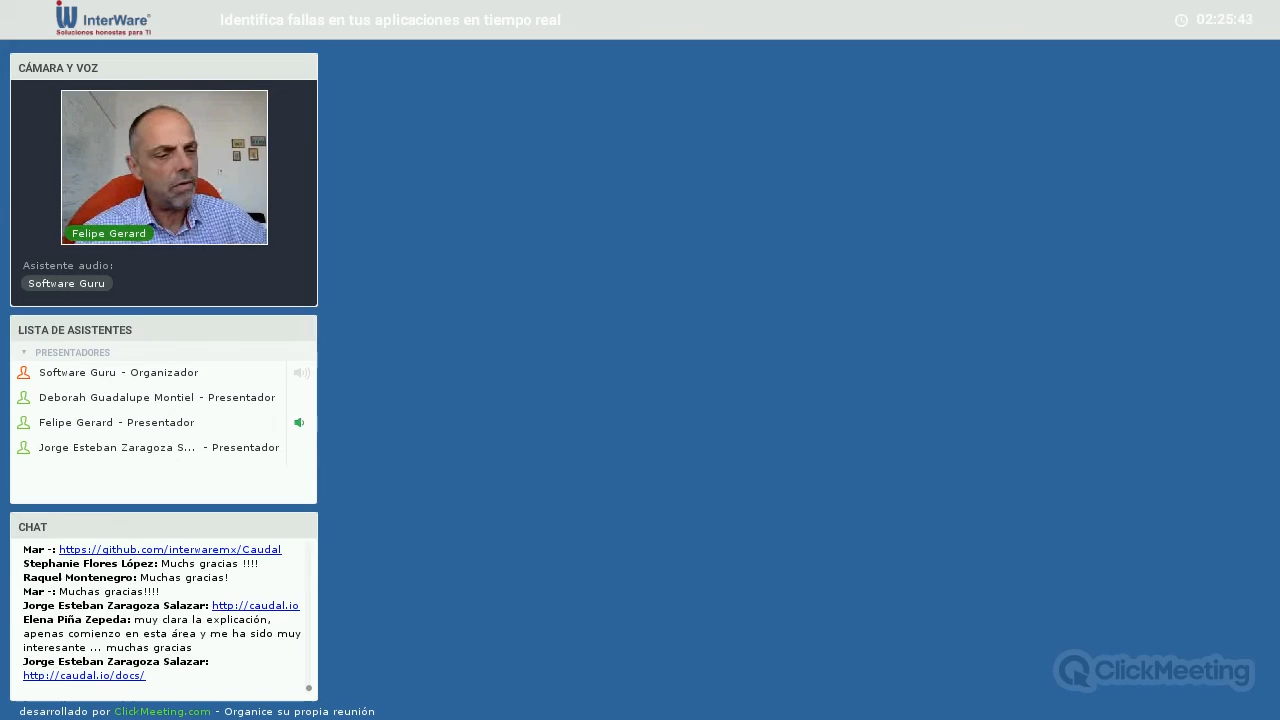 InterWare®
Soluciones honestas para TI
Identifica fallas en tus aplicaciones en tiempo real
02:25:43
CÁMARA Y VOZ
Felipe Gerard
Asistente audio:
Software Guru
LISTA DE ASISTENTES
PRESENTADORES
Software Guru - Organizador
Deborah Guadalupe Montiel - Presentador
Felipe Gerard - Presentador
Jorge Esteban Zaragoza S... - Presentador
CHAT
Mar -: https://github.com/interwaremx/Caudal
Stephanie Flores López: Muchs gracias !!!!
Raquel Montenegro: Muchas gracias!
Mar -: Muchas gracias!!!!
Jorge Esteban Zaragoza Salazar: http://caudal.io
Elena Piña Zepeda: muy clara la explicación,
apenas comienzo en esta área y me ha sido muy
interesante ... muchas gracias
Jorge Esteban Zaragoza Salazar:
http://caudal.io/docs/
ClickMeeting
desarrollado por ClickMeeting.com - Organice su propia reunión